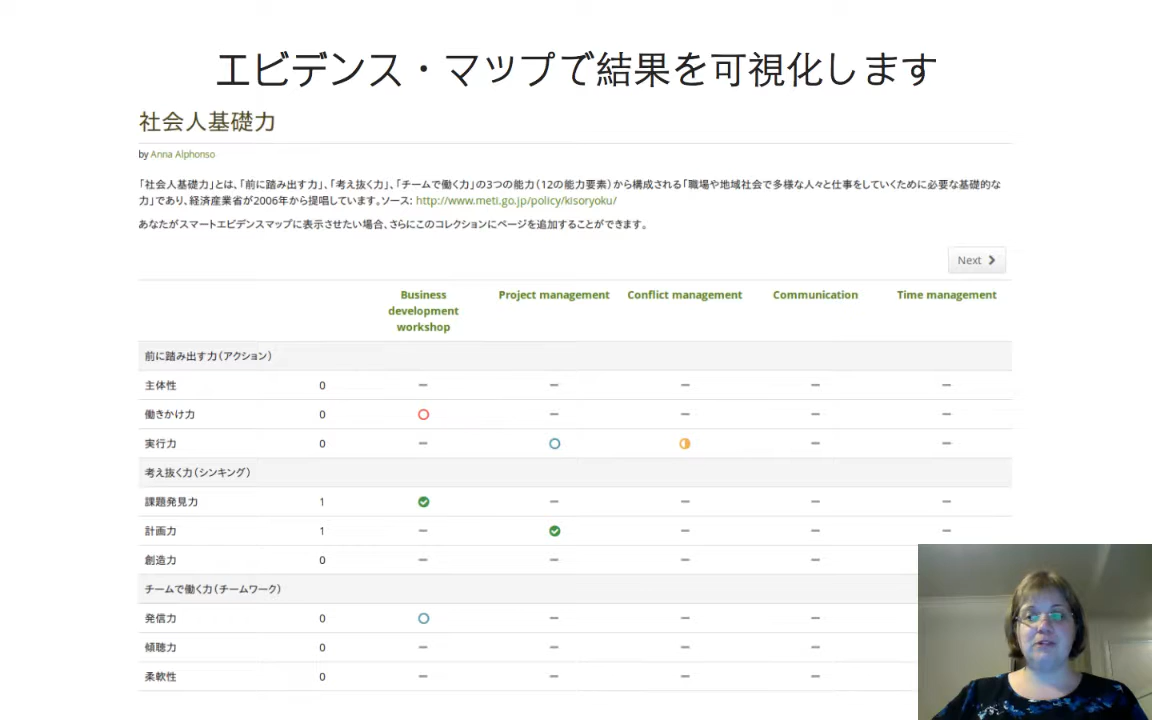 エビデンス・マップで結果を可視化します
社会人基礎力
by Anna Alphonso
「社会人基礎力」とは、「前に踏み出す力」、「考え抜く力」、「チームで働く力」の3つの能力(12の能力要素)から構成される「職場や地域社会で多様な人々と仕事をしていくために必要な基礎的な
力」であり、経済産業省が2006年から提唱しています。ソース: http://www.meti.go.jp/policy/kisoryoku/
あなたがスマートエビデンスマップに表示させたい場合、さらにこのコレクションにページを追加することができます。
Next
Business development workshop Project management Conflict management Communication Time management
前に踏み出す力(アクション)
主体性 0 – – – – –
働きかけ力 0 – – – –
実行力 0 – – –
考え抜く力(シンキング)
課題発見力 1 – – – –
計画力 1 – – – –
創造力 0 – – – –
チームで働く力(チームワーク)
発信力 0 – – –
傾聴力 0 – – – –
柔軟性 0 – – – –